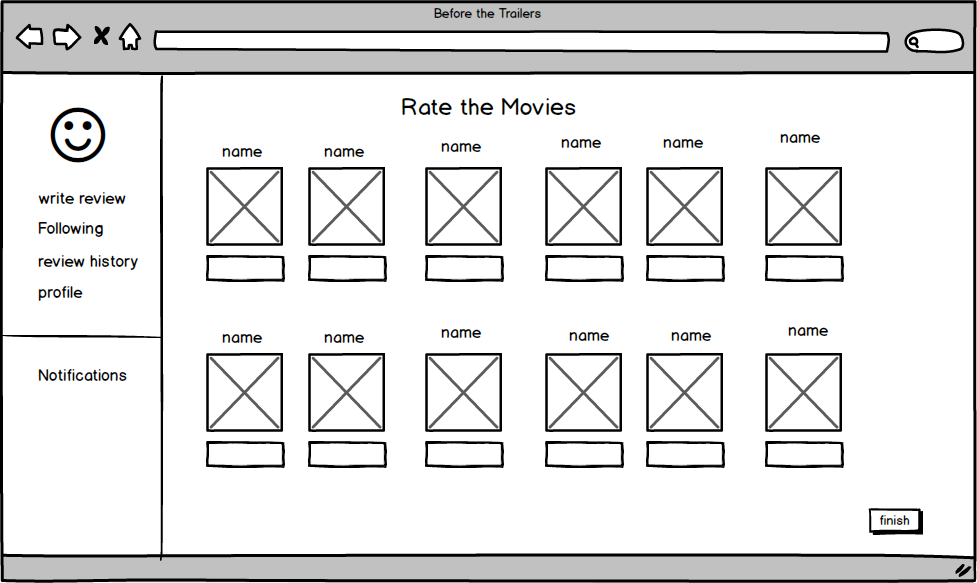 Before the Trailers
Rate the Movies
write review
Following
review history
profile
Notifications
name name name name name name
name name name name name name
finish